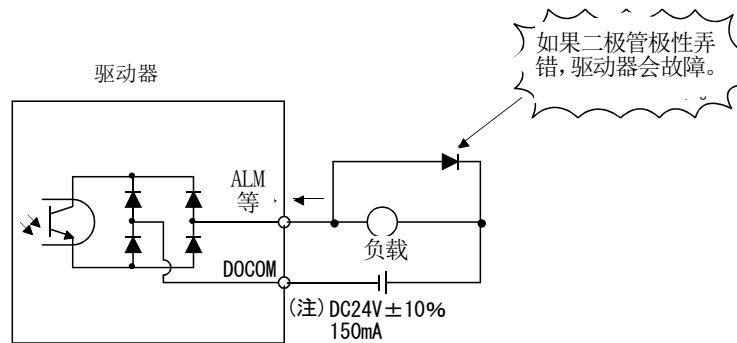 如果二极管极性弄
错，驱动器会故障。
驱动器
ALM
等
负载
DOCOM
(注) DC24V±10%
150mA